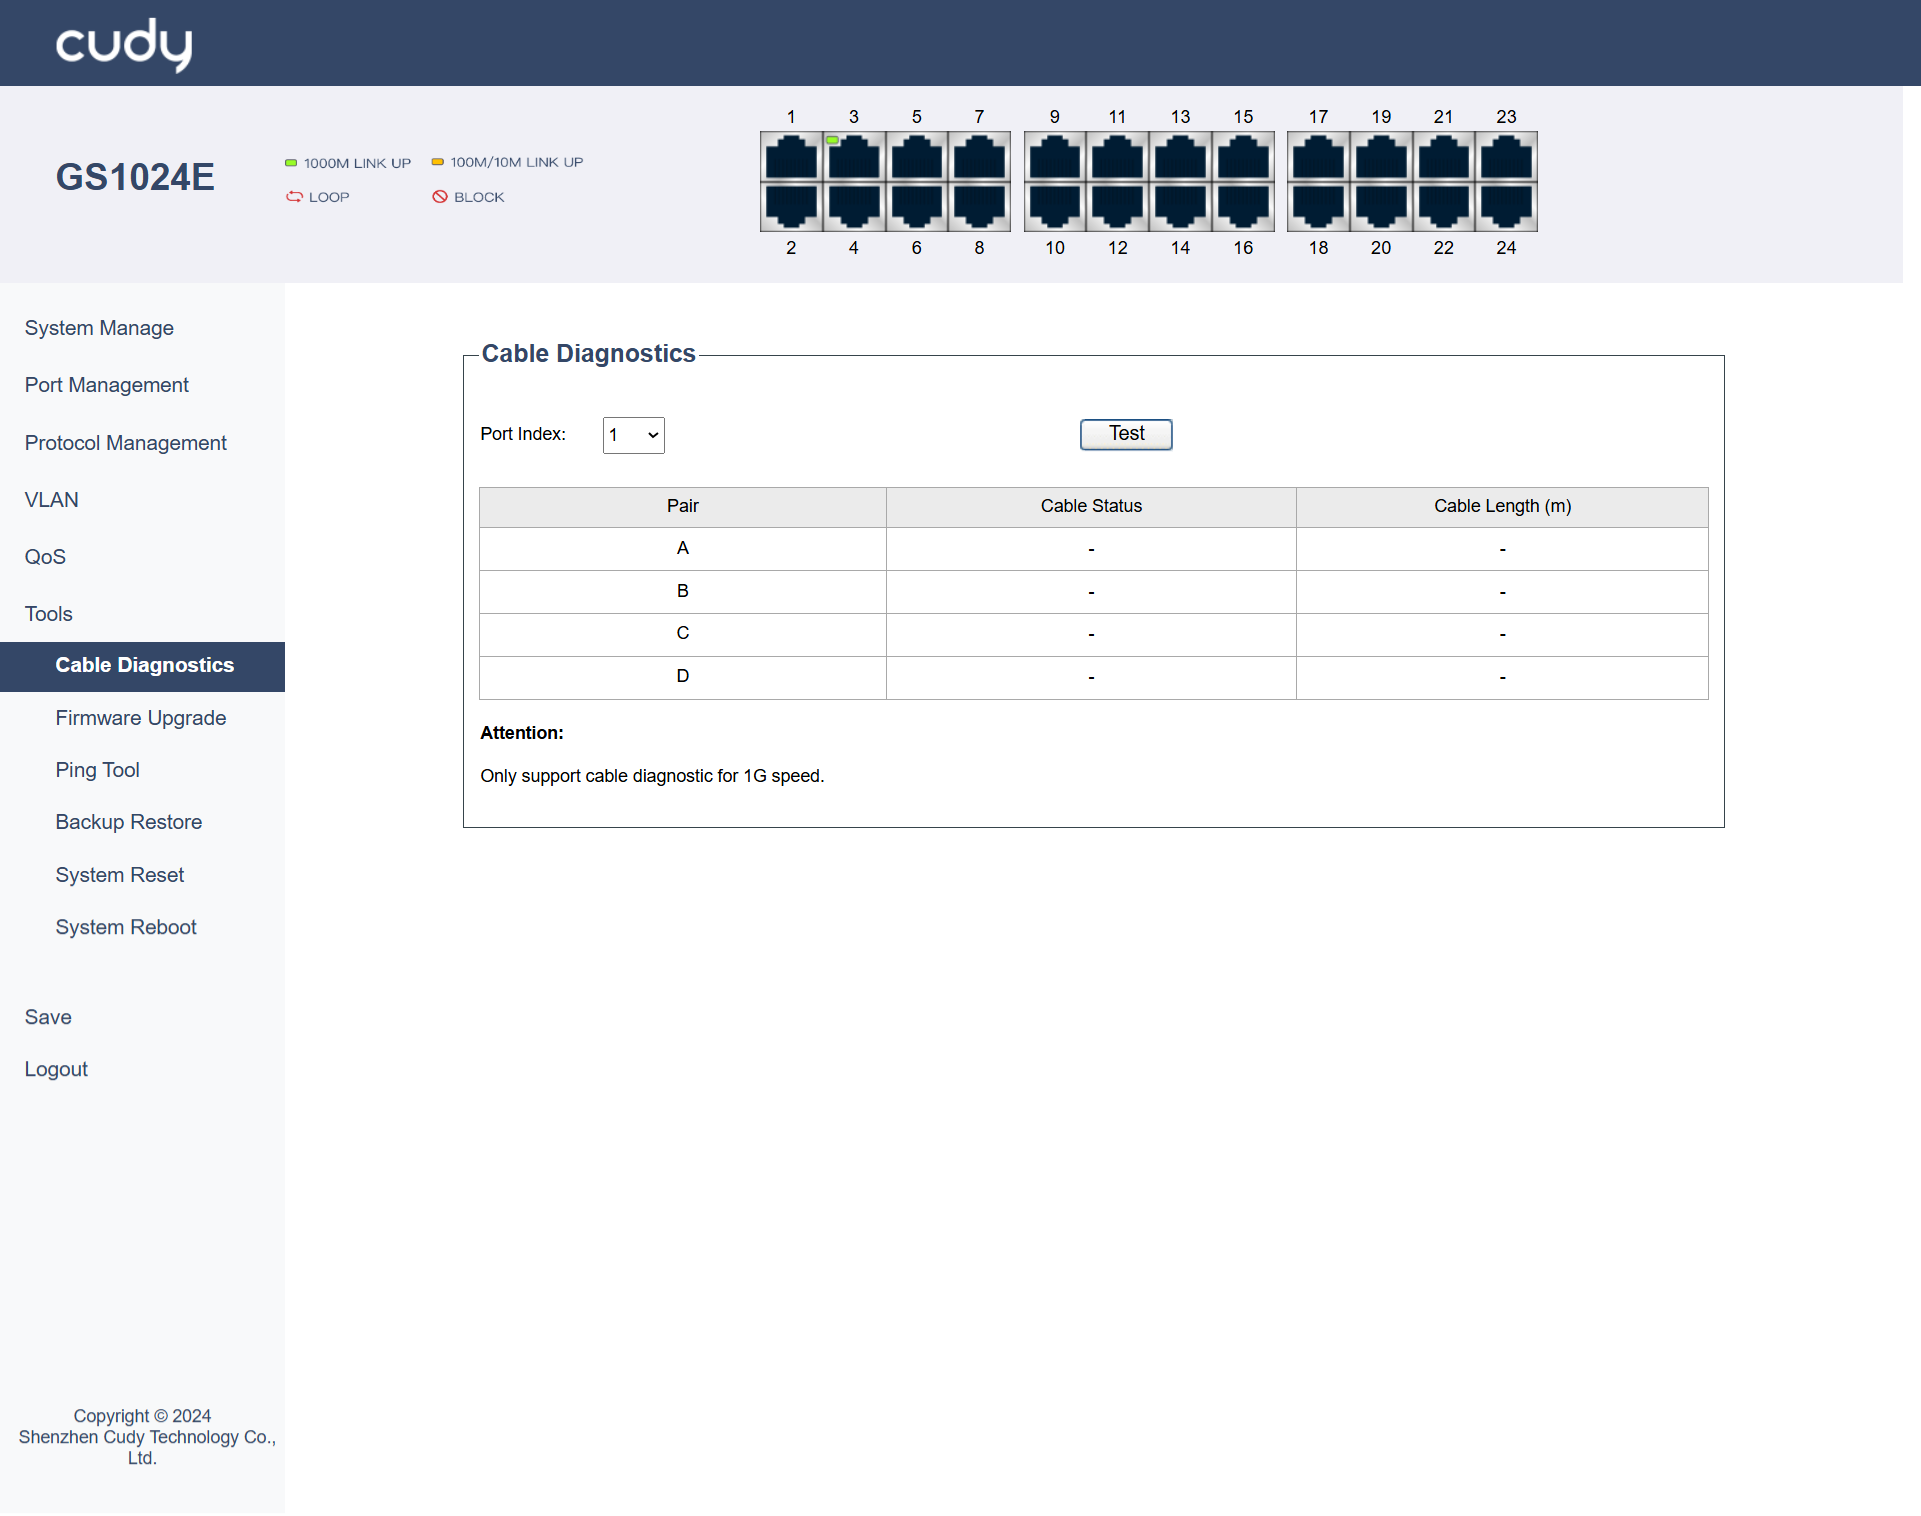 cudy
GS1024E
1000M LINK UP 100M/10M LINK UP
LOOP BLOCK
1 3 5 7 9 11 13 15 17 19 21 23
2 4 6 8 10 12 14 16 18 20 22 24
System Manage
Port Management
Protocol Management
VLAN
QoS
Tools
Cable Diagnostics
Firmware Upgrade
Ping Tool
Backup Restore
System Reset
System Reboot
Save
Logout
Copyright © 2024
Shenzhen Cudy Technology Co.,
Ltd.
Cable Diagnostics
Port Index: 1 Test
Pair Cable Status Cable Length (m)
A - -
B - -
C - -
D - -
Attention:
Only support cable diagnostic for 1G speed.